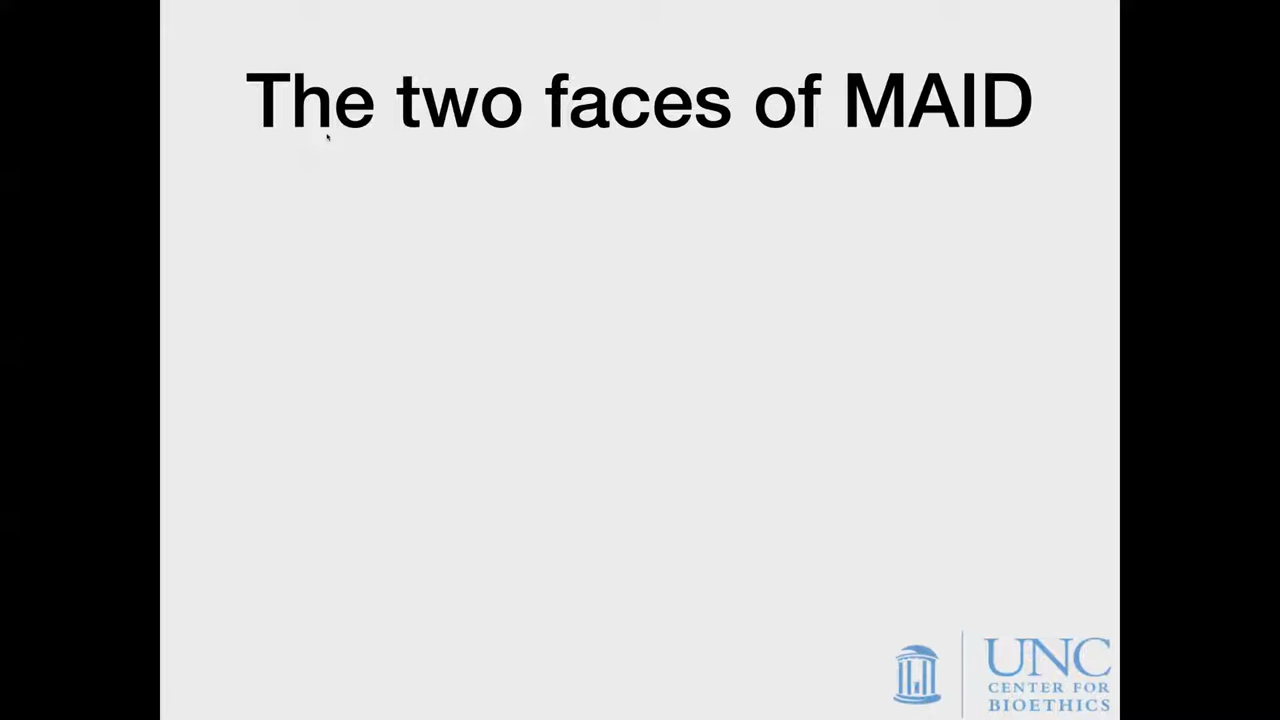 The two faces of MAID
UNC
CENTER FOR
BIOETHICS